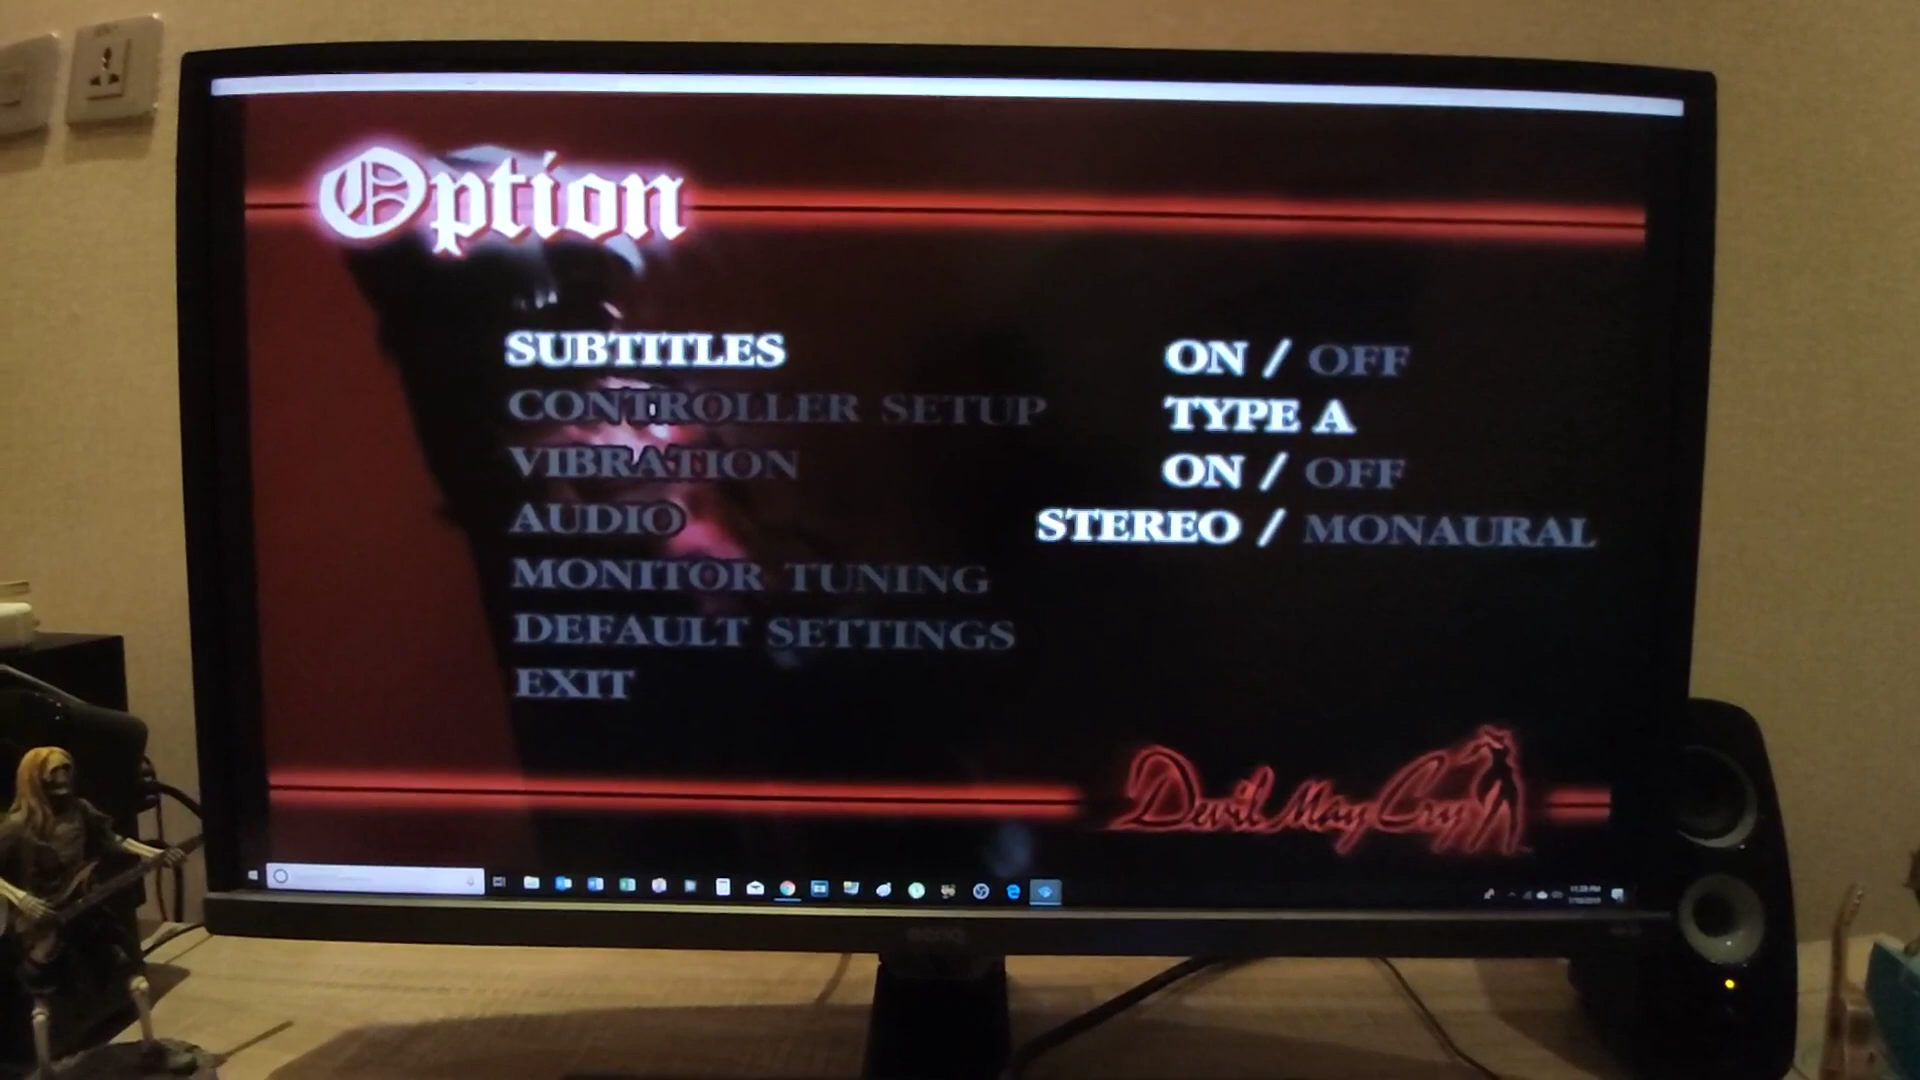 Option
SUBTITLES ON / OFF
CONTROLLER SETUP TYPE A
VIBRATION ON / OFF
AUDIO STEREO / MONAURAL
MONITOR TUNING
DEFAULT SETTINGS
EXIT
Devil May Cry